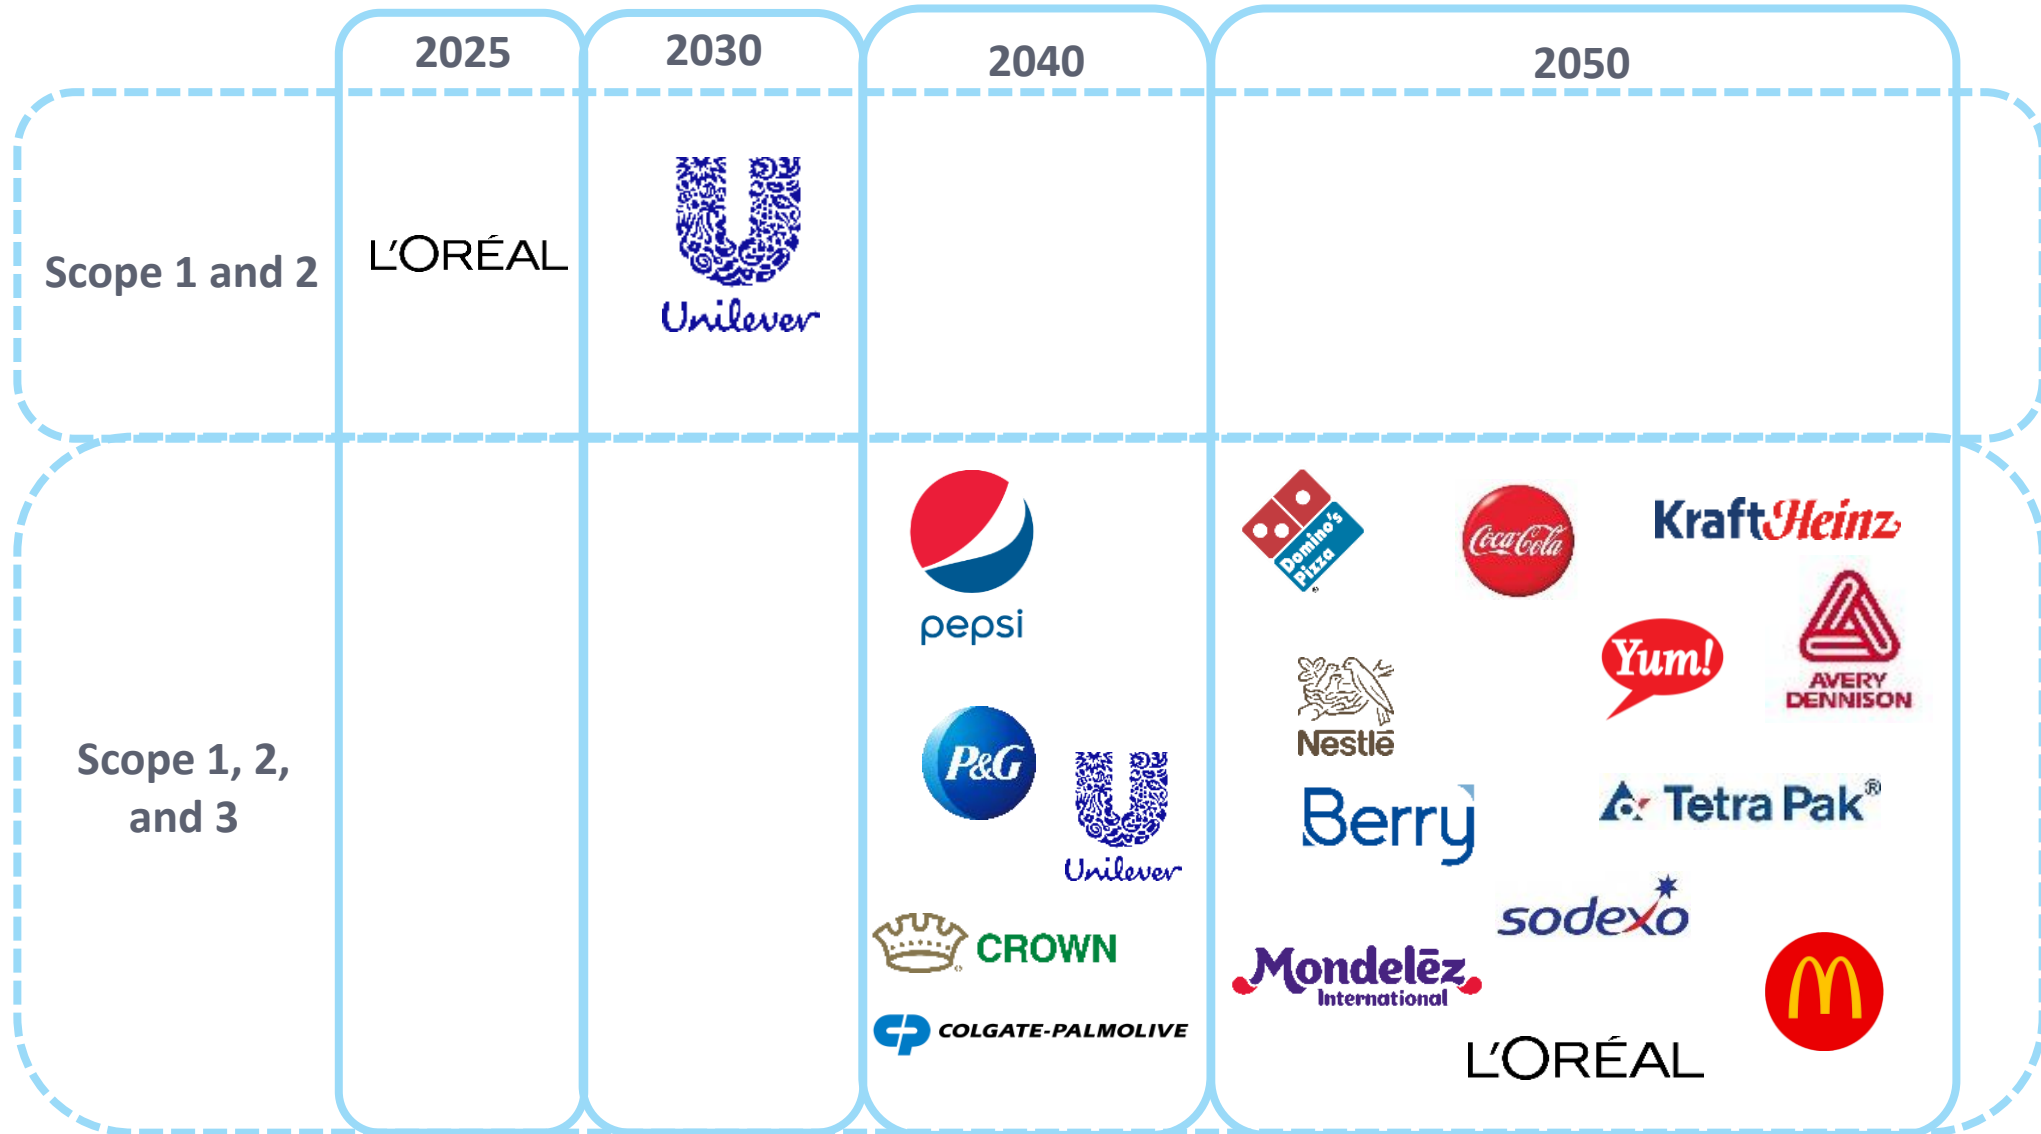 2025
2030
2040
2050
Scope 1 and 2
L'ORÉAL
Unilever
Scope 1, 2,
and 3
pepsi
P&G
Unilever
CROWN
COLGATE-PALMOLIVE
Domino's
Pizza
Coca-Cola
KraftHeinz
Yum!
AVERY
DENNISON
Nestlé
Berry
Tetra Pak®
sodexo
Mondelēz
International
L'ORÉAL